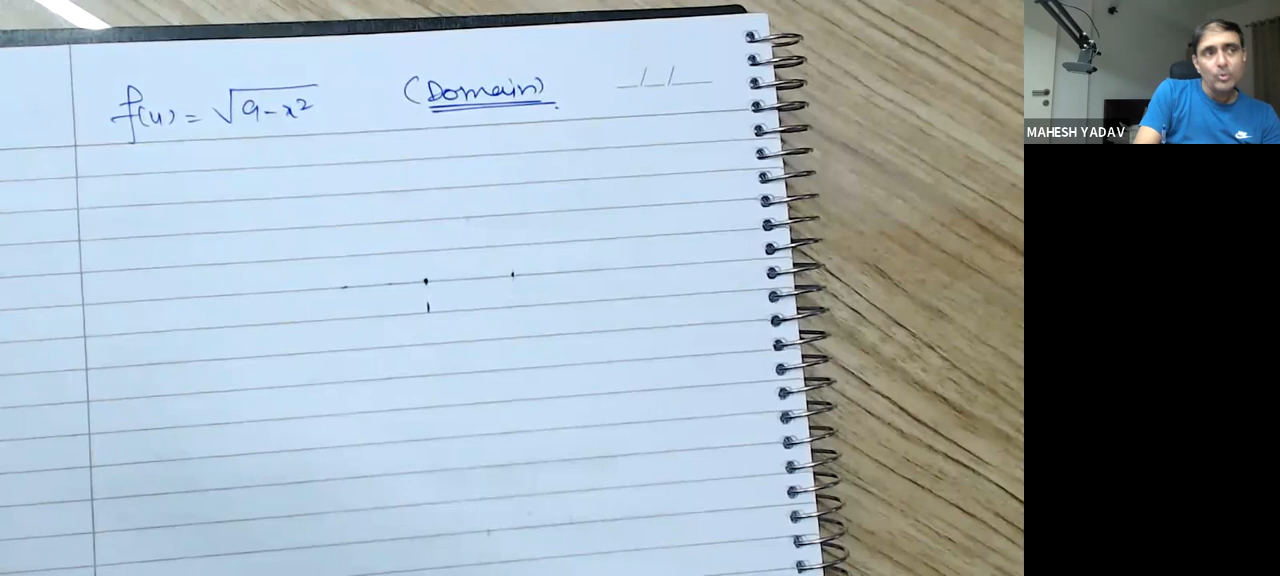 f(x) = √9-x² (Domain) _/_/_
MAHESH YADAV